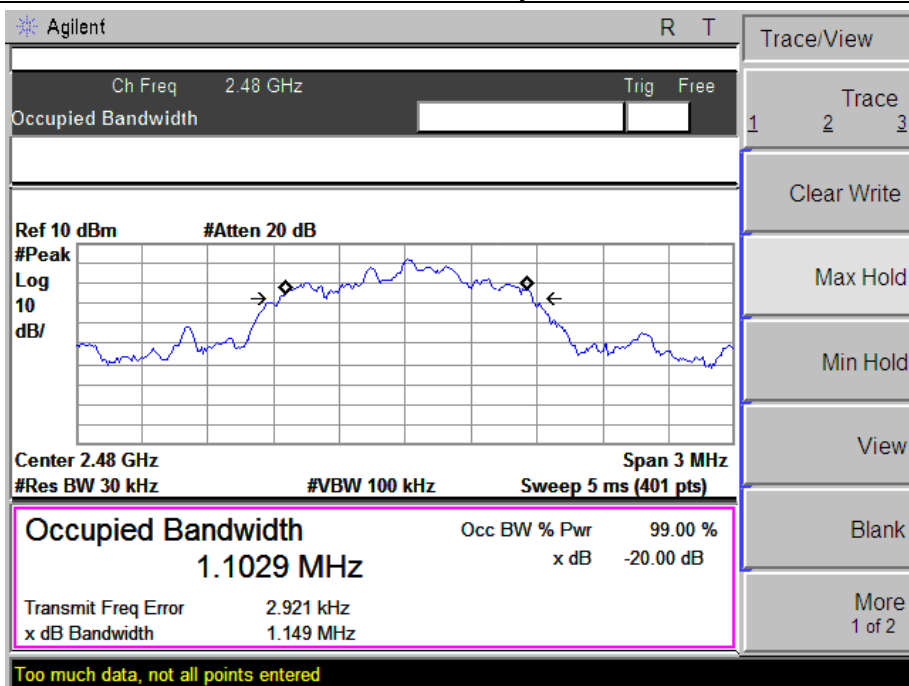 Agilent R T
Ch Freq 2.48 GHz Trig Free
Occupied Bandwidth
Ref 10 dBm #Atten 20 dB
#Peak
Log
10
dB/
Center 2.48 GHz Span 3 MHz
#Res BW 30 kHz #VBW 100 kHz Sweep 5 ms (401 pts)
Occupied Bandwidth Occ BW % Pwr 99.00 %
1.1029 MHz x dB -20.00 dB
Transmit Freq Error 2.921 kHz
x dB Bandwidth 1.149 MHz
Too much data, not all points entered
Trace/View
Trace
1 2 3
Clear Write
Max Hold
Min Hold
View
Blank
More
1 of 2